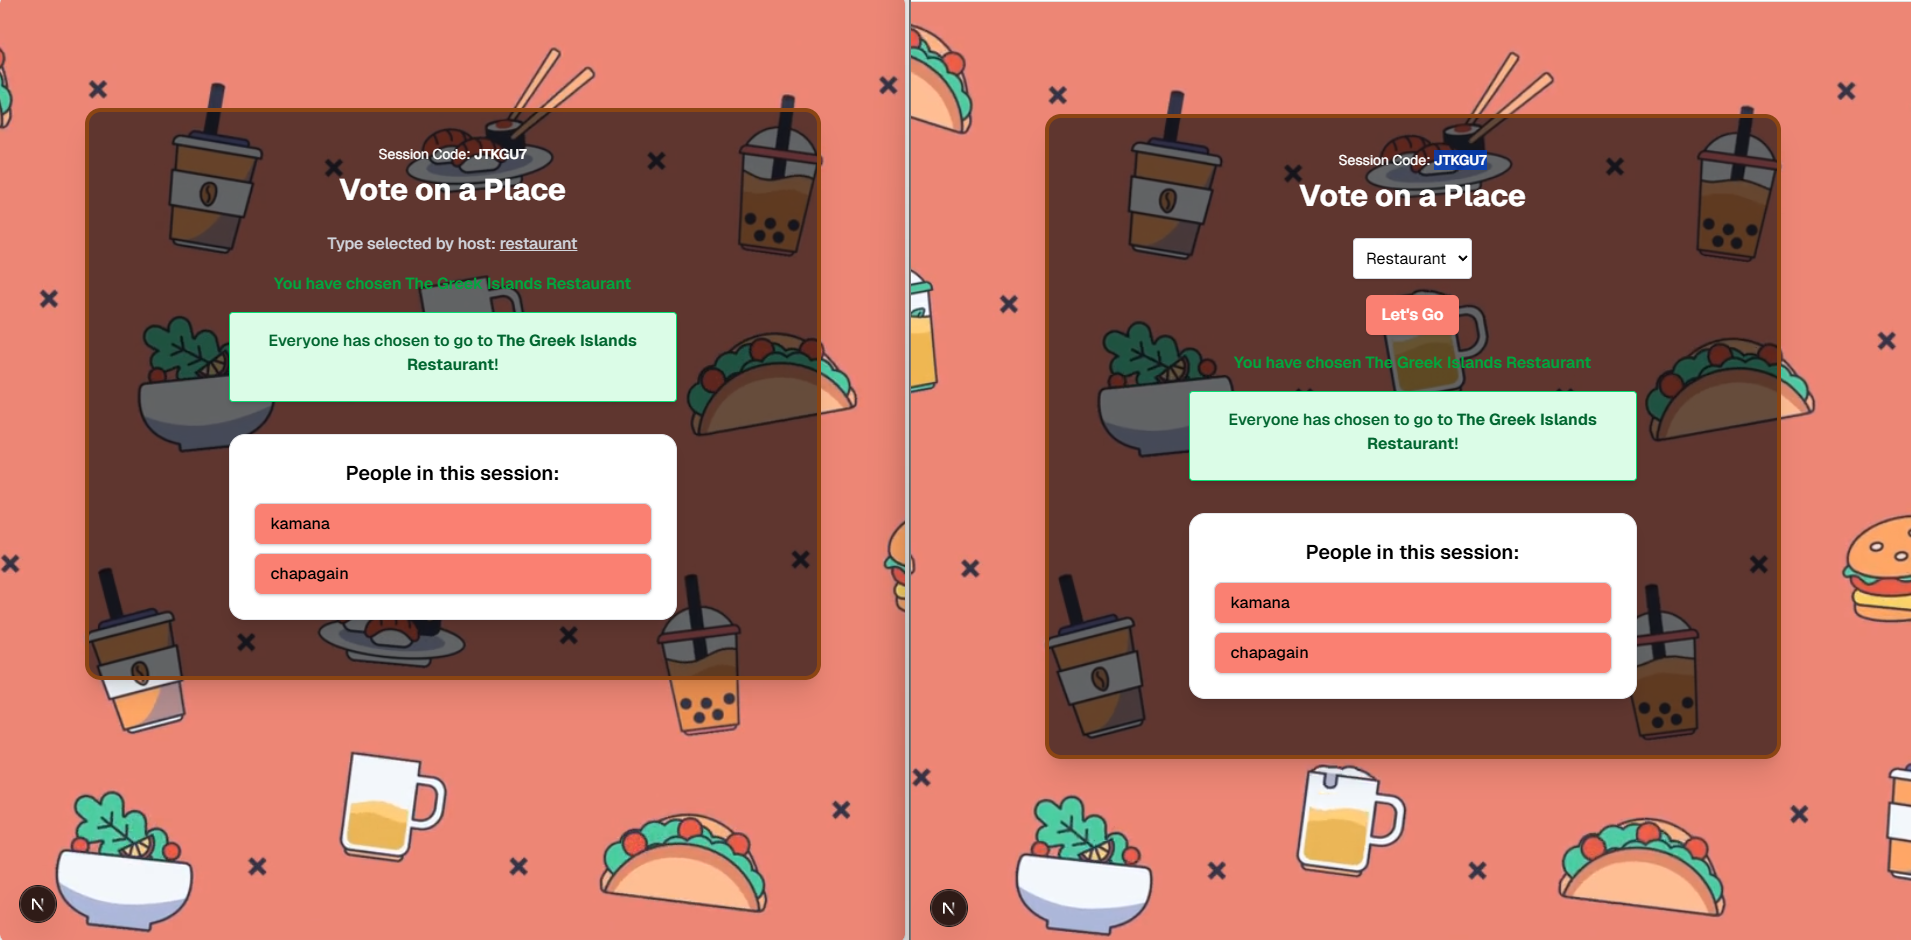 Session Code: JTKGU7
Vote on a Place
Type selected by host: restaurant
You have chosen The Greek Islands Restaurant
Everyone has chosen to go to The Greek Islands
Restaurant!
People in this session:
kamana
chapagain
N
Session Code: JTKGU7
Vote on a Place
Restaurant
Let's Go
You have chosen The Greek Islands Restaurant
Everyone has chosen to go to The Greek Islands
Restaurant!
People in this session:
kamana
chapagain
N